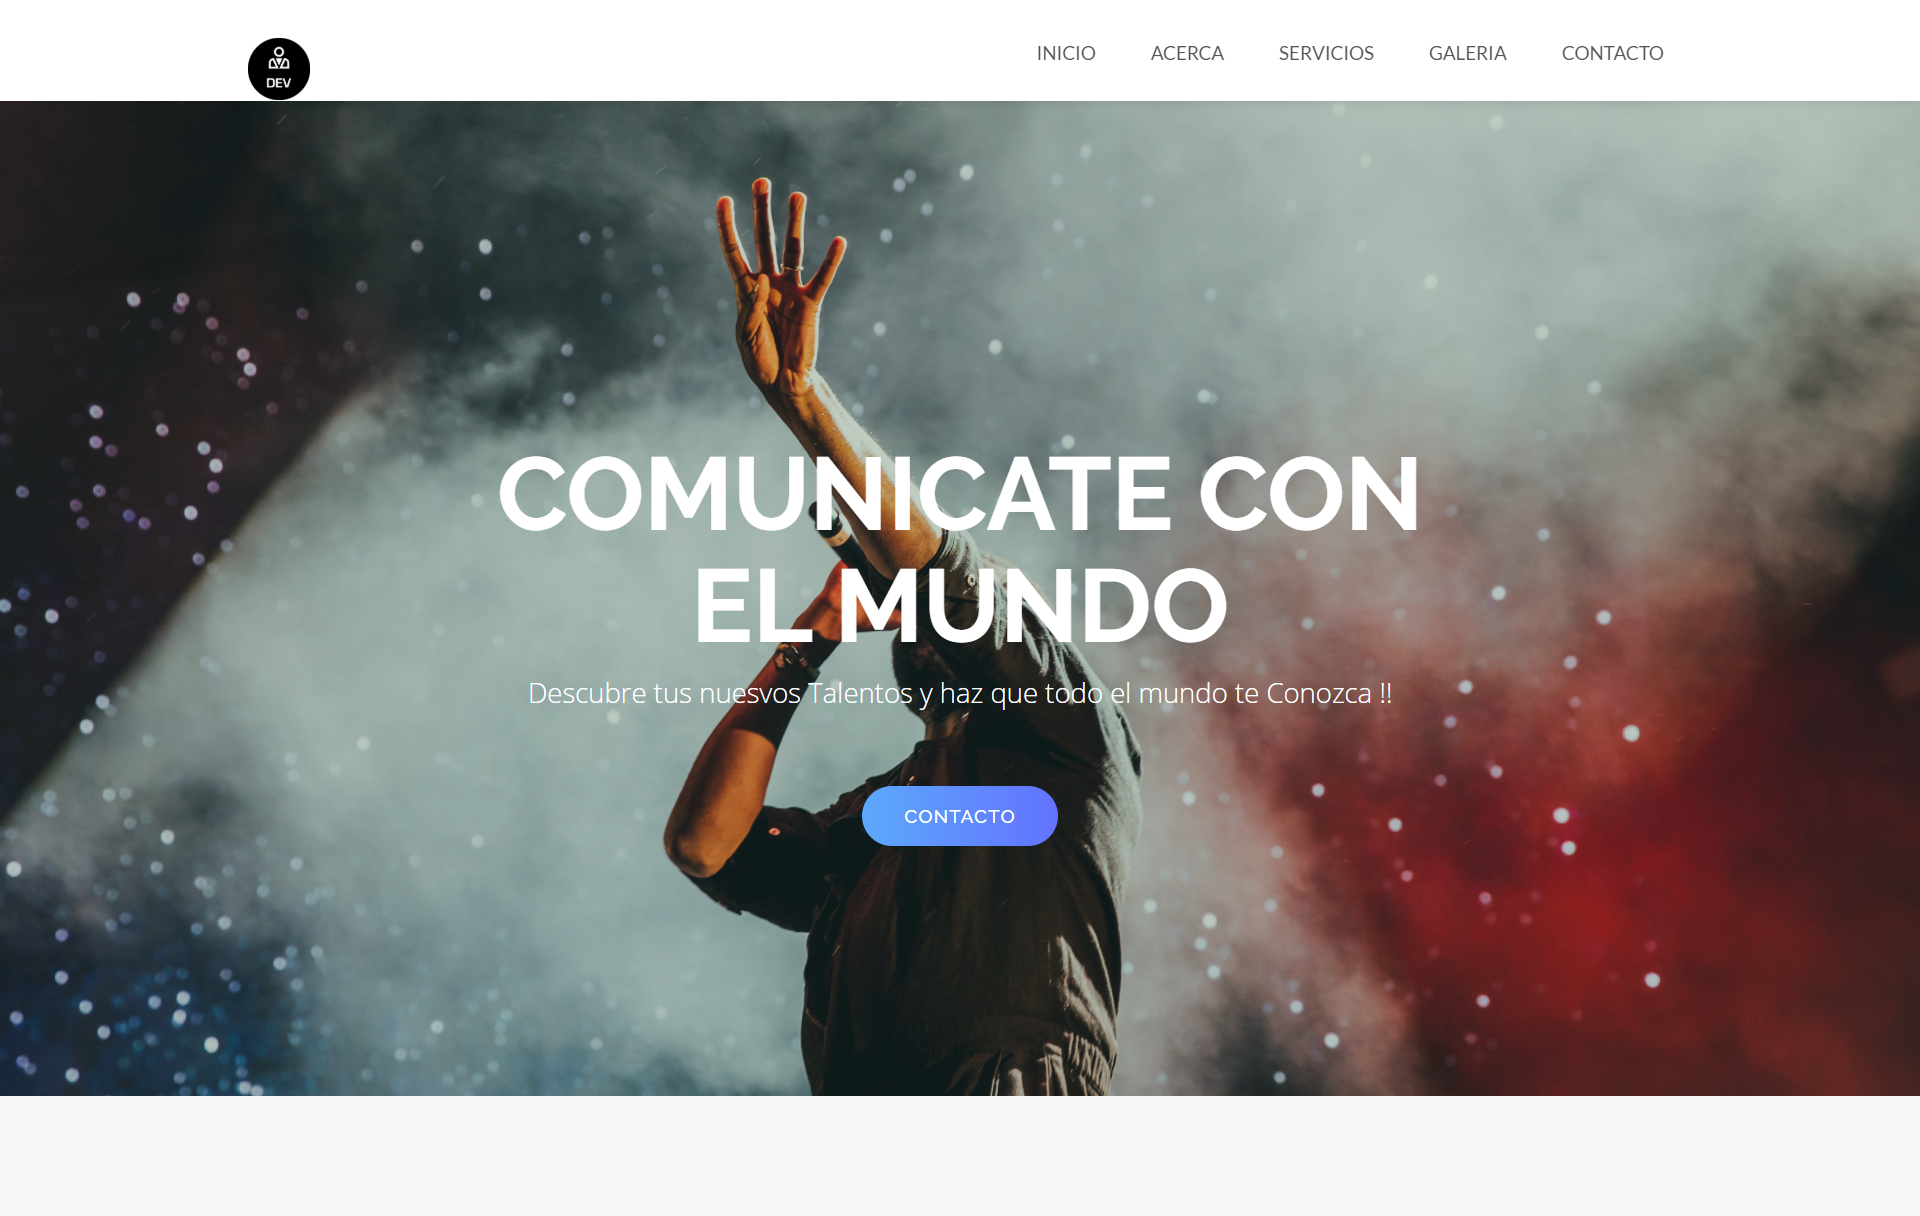 DEV
INICIO ACERCA SERVICIOS GALERIA CONTACTO
COMUNICATE CON
EL MUNDO
Descubre tus nuesvos Talentos y haz que todo el mundo te Conozca !!
CONTACTO